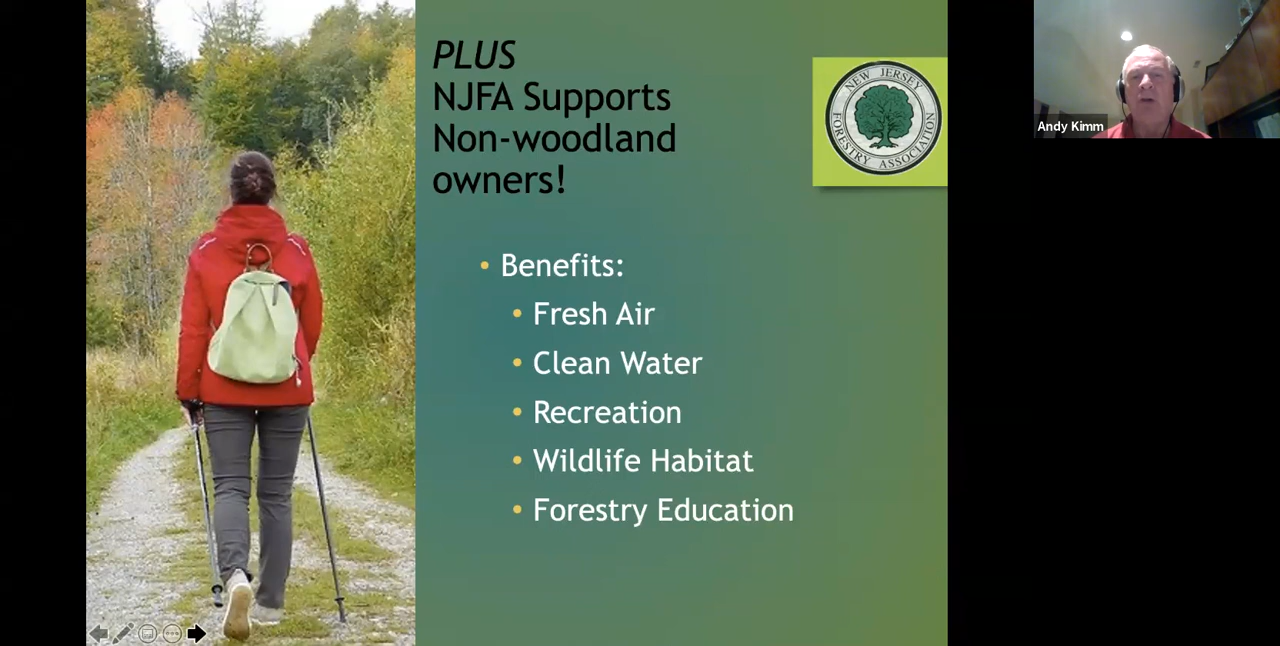 PLUS
NJFA Supports
Non-woodland
owners!
NEW JERSEY
FORESTRY ASSOCIATION
Andy Kimm
• Benefits:
• Fresh Air
• Clean Water
• Recreation
• Wildlife Habitat
• Forestry Education